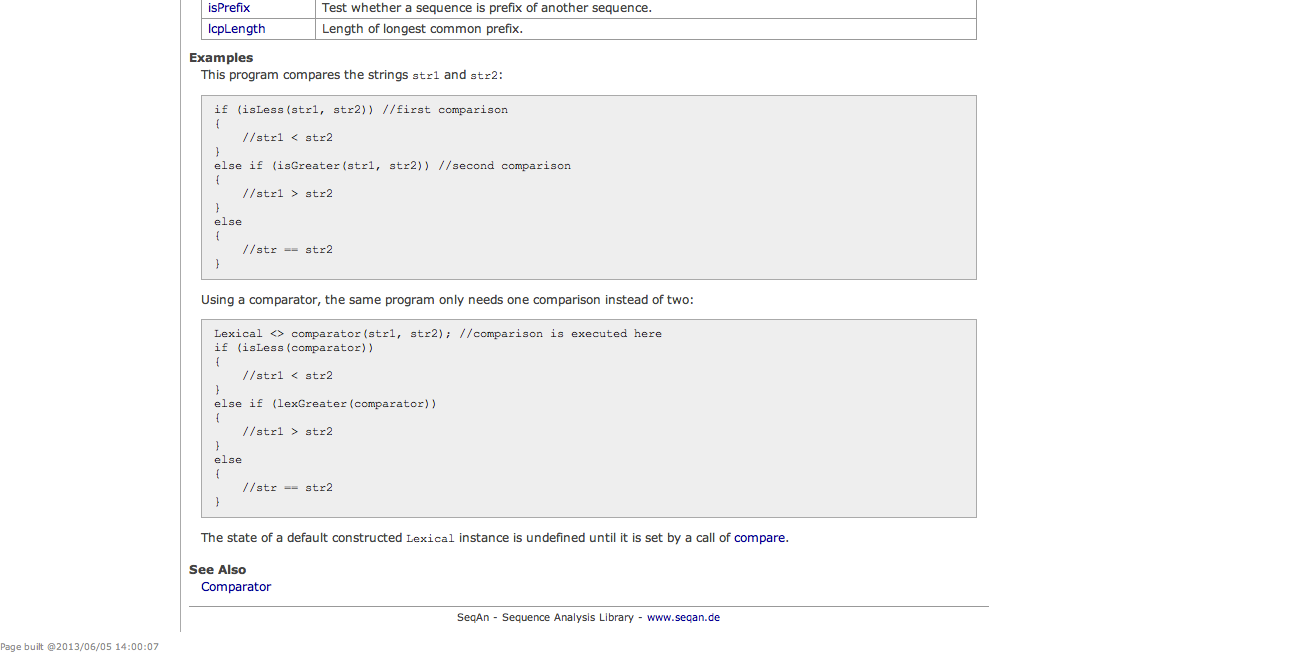 isPrefix Test whether a sequence is prefix of another sequence.
lcpLength Length of longest common prefix.
Examples
This program compares the strings str1 and str2:
if (isLess(str1, str2)) //first comparison
{
    //str1 < str2
}
else if (isGreater(str1, str2)) //second comparison
{
    //str1 > str2
}
else
{
    //str == str2
}
Using a comparator, the same program only needs one comparison instead of two:
Lexical <> comparator(str1, str2); //comparison is executed here
if (isLess(comparator))
{
    //str1 < str2
}
else if (lexGreater(comparator))
{
    //str1 > str2
}
else
{
    //str == str2
}
The state of a default constructed Lexical instance is undefined until it is set by a call of compare.
See Also
Comparator
SeqAn - Sequence Analysis Library - www.seqan.de
Page built @2013/06/05 14:00:07